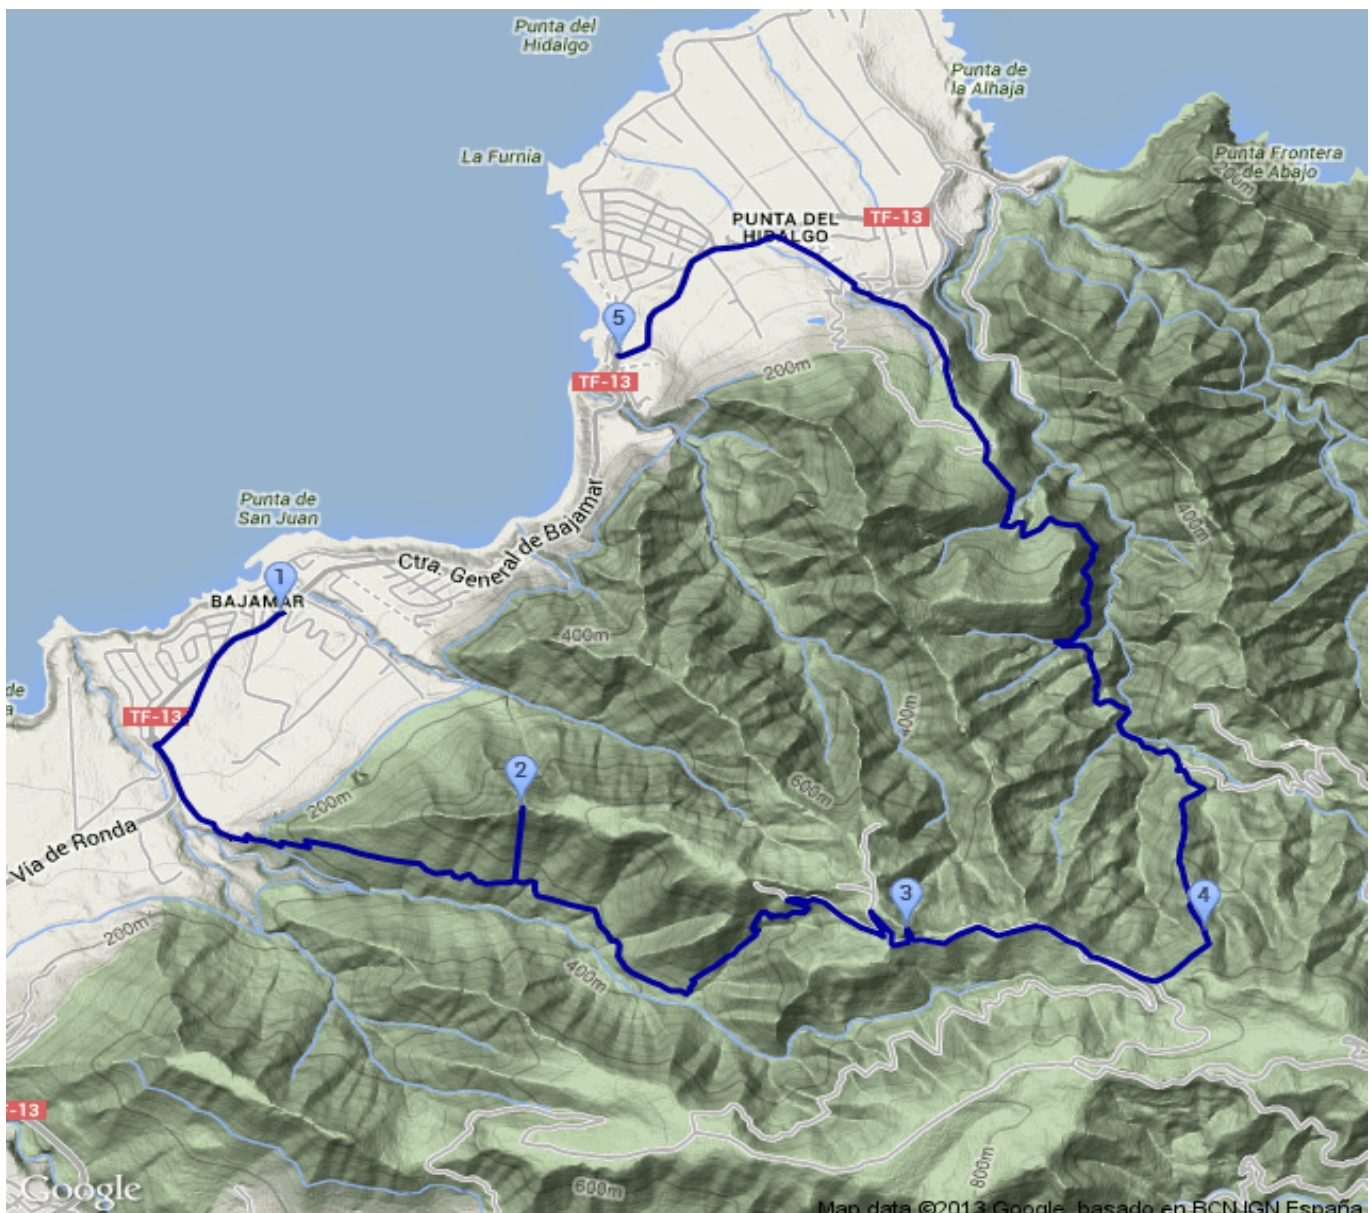 Punta del
Hidalgo
Punta de
la Alhaja
La Furnia
Punta Frontera
de Abajo
200m
PUNTA DEL
HIDALGO
TF-13
5
TF-13
200m
Punta de
San Juan
Ctra. General de Bajamar
400m
1
BAJAMAR
400m
de
a
TF-13
400m
2
600m
200m
Vía de Ronda
3
4
200m
400m
F-13
800m
600m
Google
Map data ©2013 Google, basado en BCN IGN España